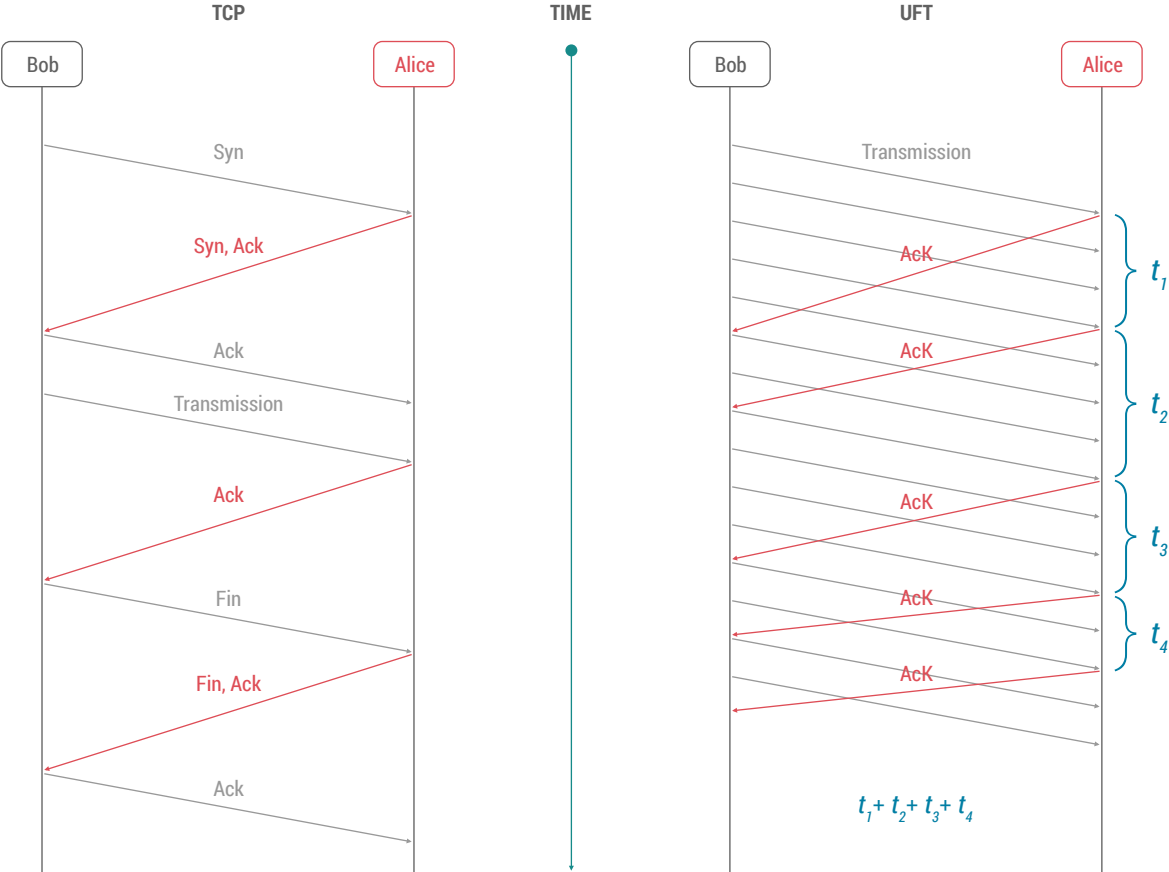 TCP
TIME
UFT
Bob
Alice
Bob
Alice
Syn
Syn, Ack
Ack
Transmission
Ack
Fin
Fin, Ack
Ack
Transmission
AcK
AcK
AcK
AcK
AcK
t1
t2
t3
t4
t1+ t2+ t3+ t4